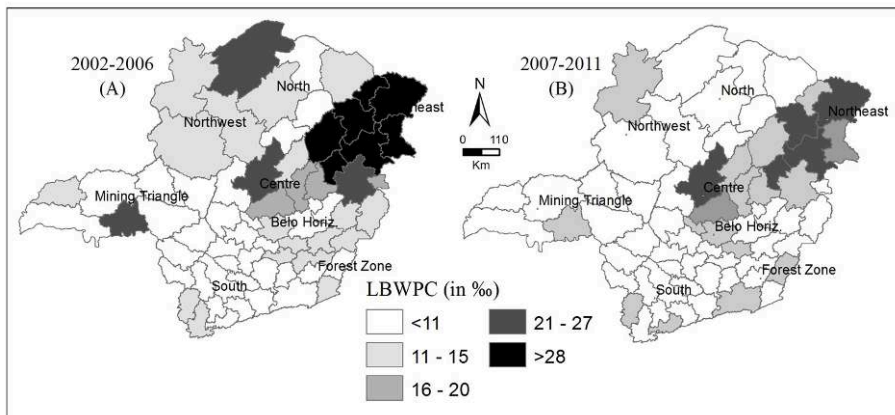 2002-2006
(A)
North
Northwest
east
Mining Triangle
Centre
Belo Horiz.
Forest Zone
South
N
0 110
Km
2007-2011
(B)
North
Northeast
Northwest
Mining Triangle
Centre
Belo Horiz.
Forest Zone
South
LBWPC (in ‰)
<11
11 - 15
16 - 20
21 - 27
>28